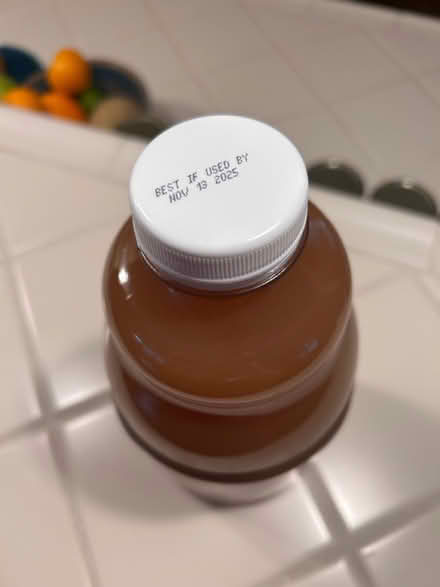 BEST IF USED BY
NOV 13 2025